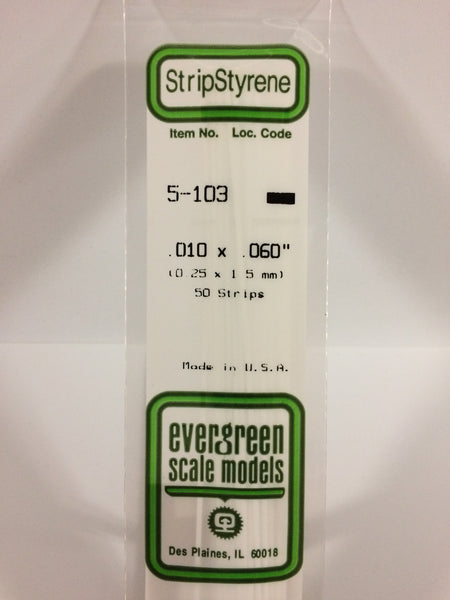 StripStyrene
Item No. Loc. Code
5-103
.010 x .060"
(0.25 x 1.5 mm)
50 Strips
Made in U.S.A.
evergreen
scale models
Des Plaines, IL 60018